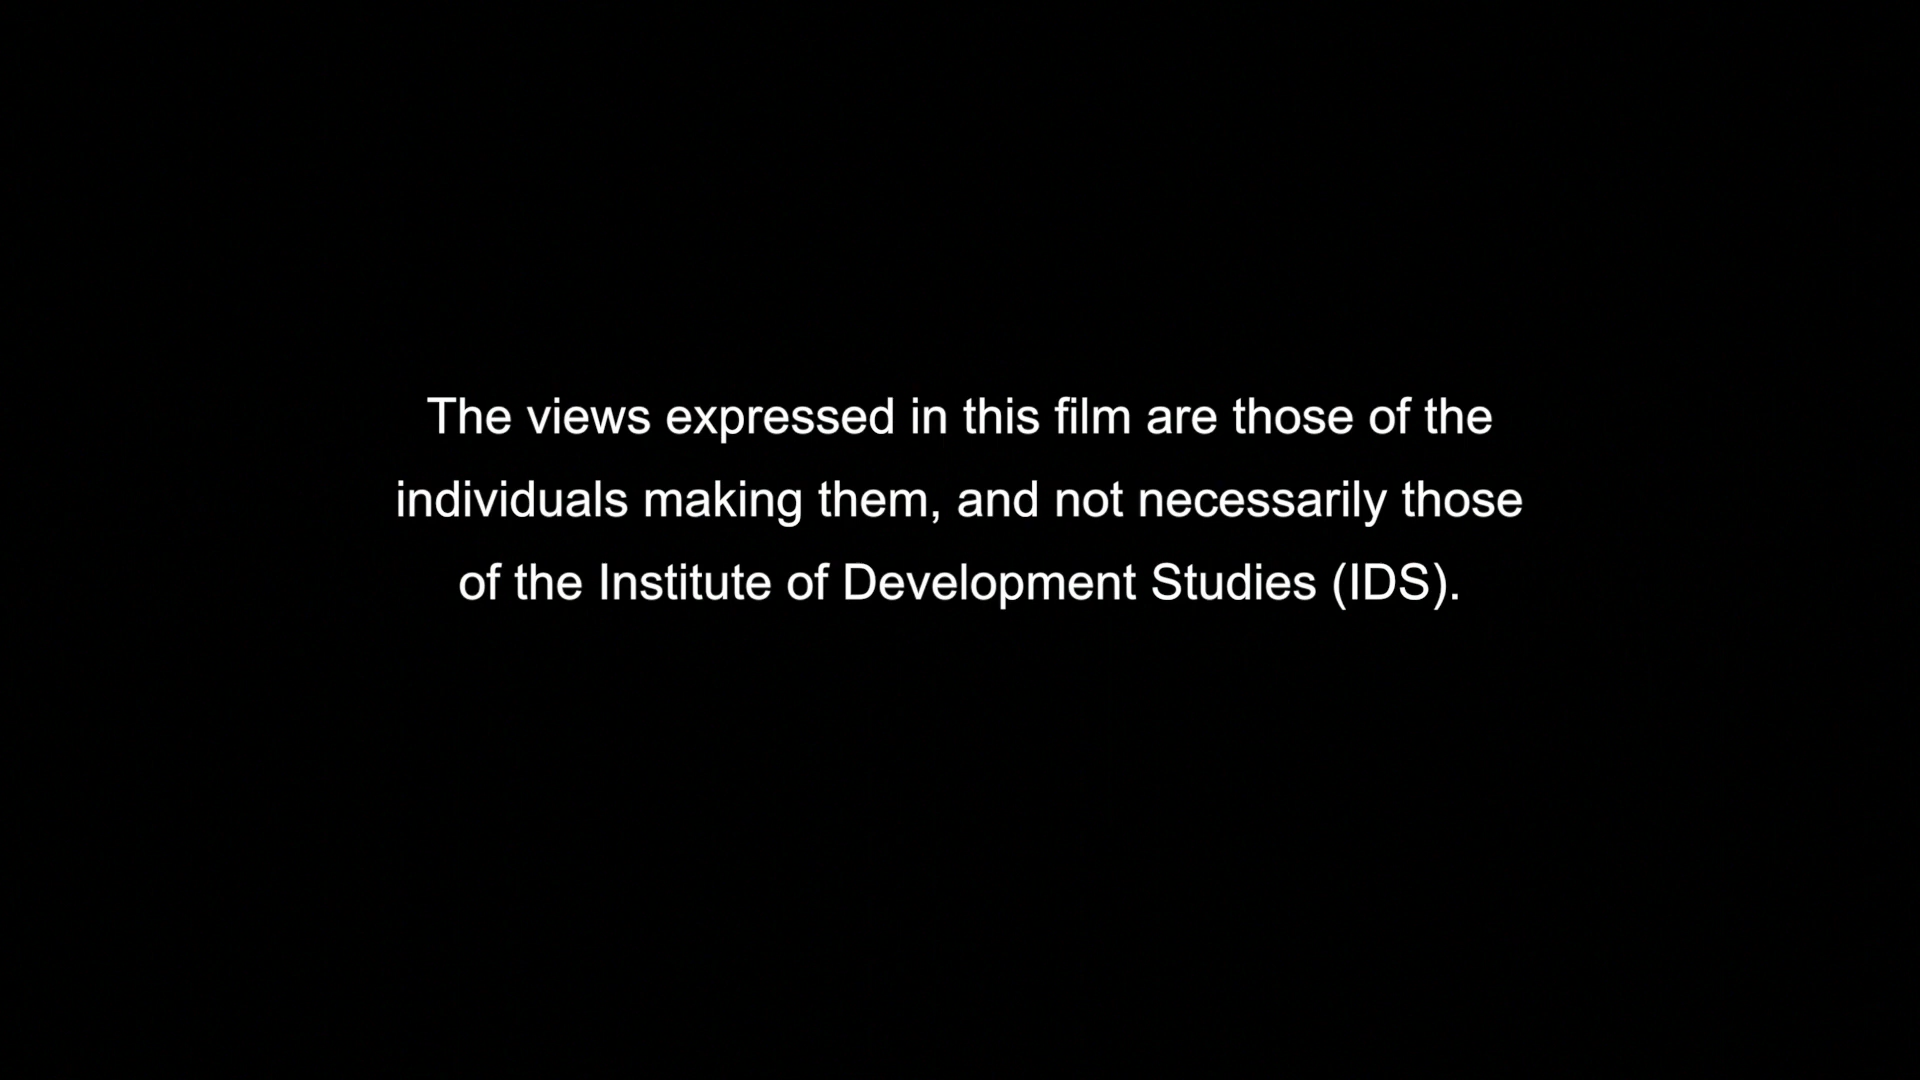 The views expressed in this film are those of the
individuals making them, and not necessarily those
of the Institute of Development Studies (IDS).